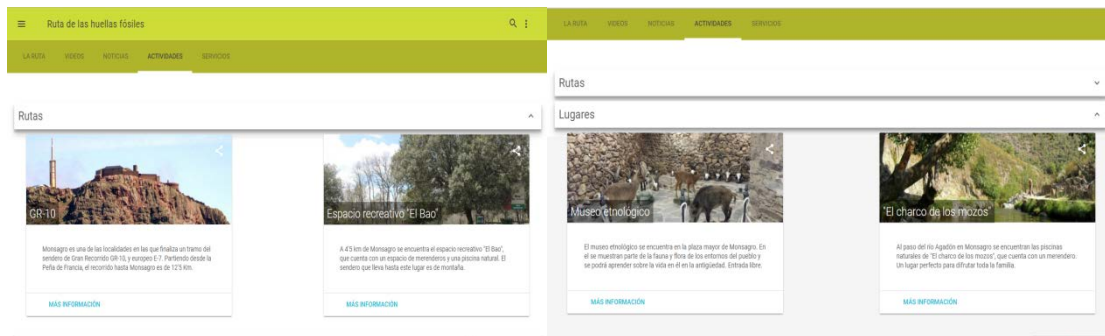 Ruta de las huellas fósiles
LA RUTA VIDEOS NOTICIAS ACTIVIDADES SERVICIOS
Rutas
GR-10
Monsagro es una de las localidades en las que finaliza un tramo del
sendero de Gran Recorrido GR-10, y europeo E-7. Partiendo desde la
Peña de Francia, el recorrido hasta Monsagro es de 12'5 Km.
MÁS INFORMACIÓN
Espacio recreativo "El Bao"
A 4'5 km de Monsagro se encuentra el espacio recreativo "El Bao",
que cuenta con un espacio de merenderos y una piscina natural. El
sendero que lleva hasta este lugar es de montaña.
MÁS INFORMACIÓN
LA RUTA VIDEOS NOTICIAS ACTIVIDADES SERVICIOS
Rutas
Lugares
Museo etnológico
El museo etnológico se encuentra en la plaza mayor de Monsagro. En
el se muestran parte de la fauna y flora de los entornos del pueblo y
se podrá aprender sobre la vida en él en la antigüedad. Entrada libre.
MÁS INFORMACIÓN
"El charco de los mozos"
Al paso del río Agadón en Monsagro se encuentran las piscinas
naturales de "El charco de los mozos", que cuenta con un merendero.
Un lugar perfecto para difrutar toda la familia.
MÁS INFORMACIÓN